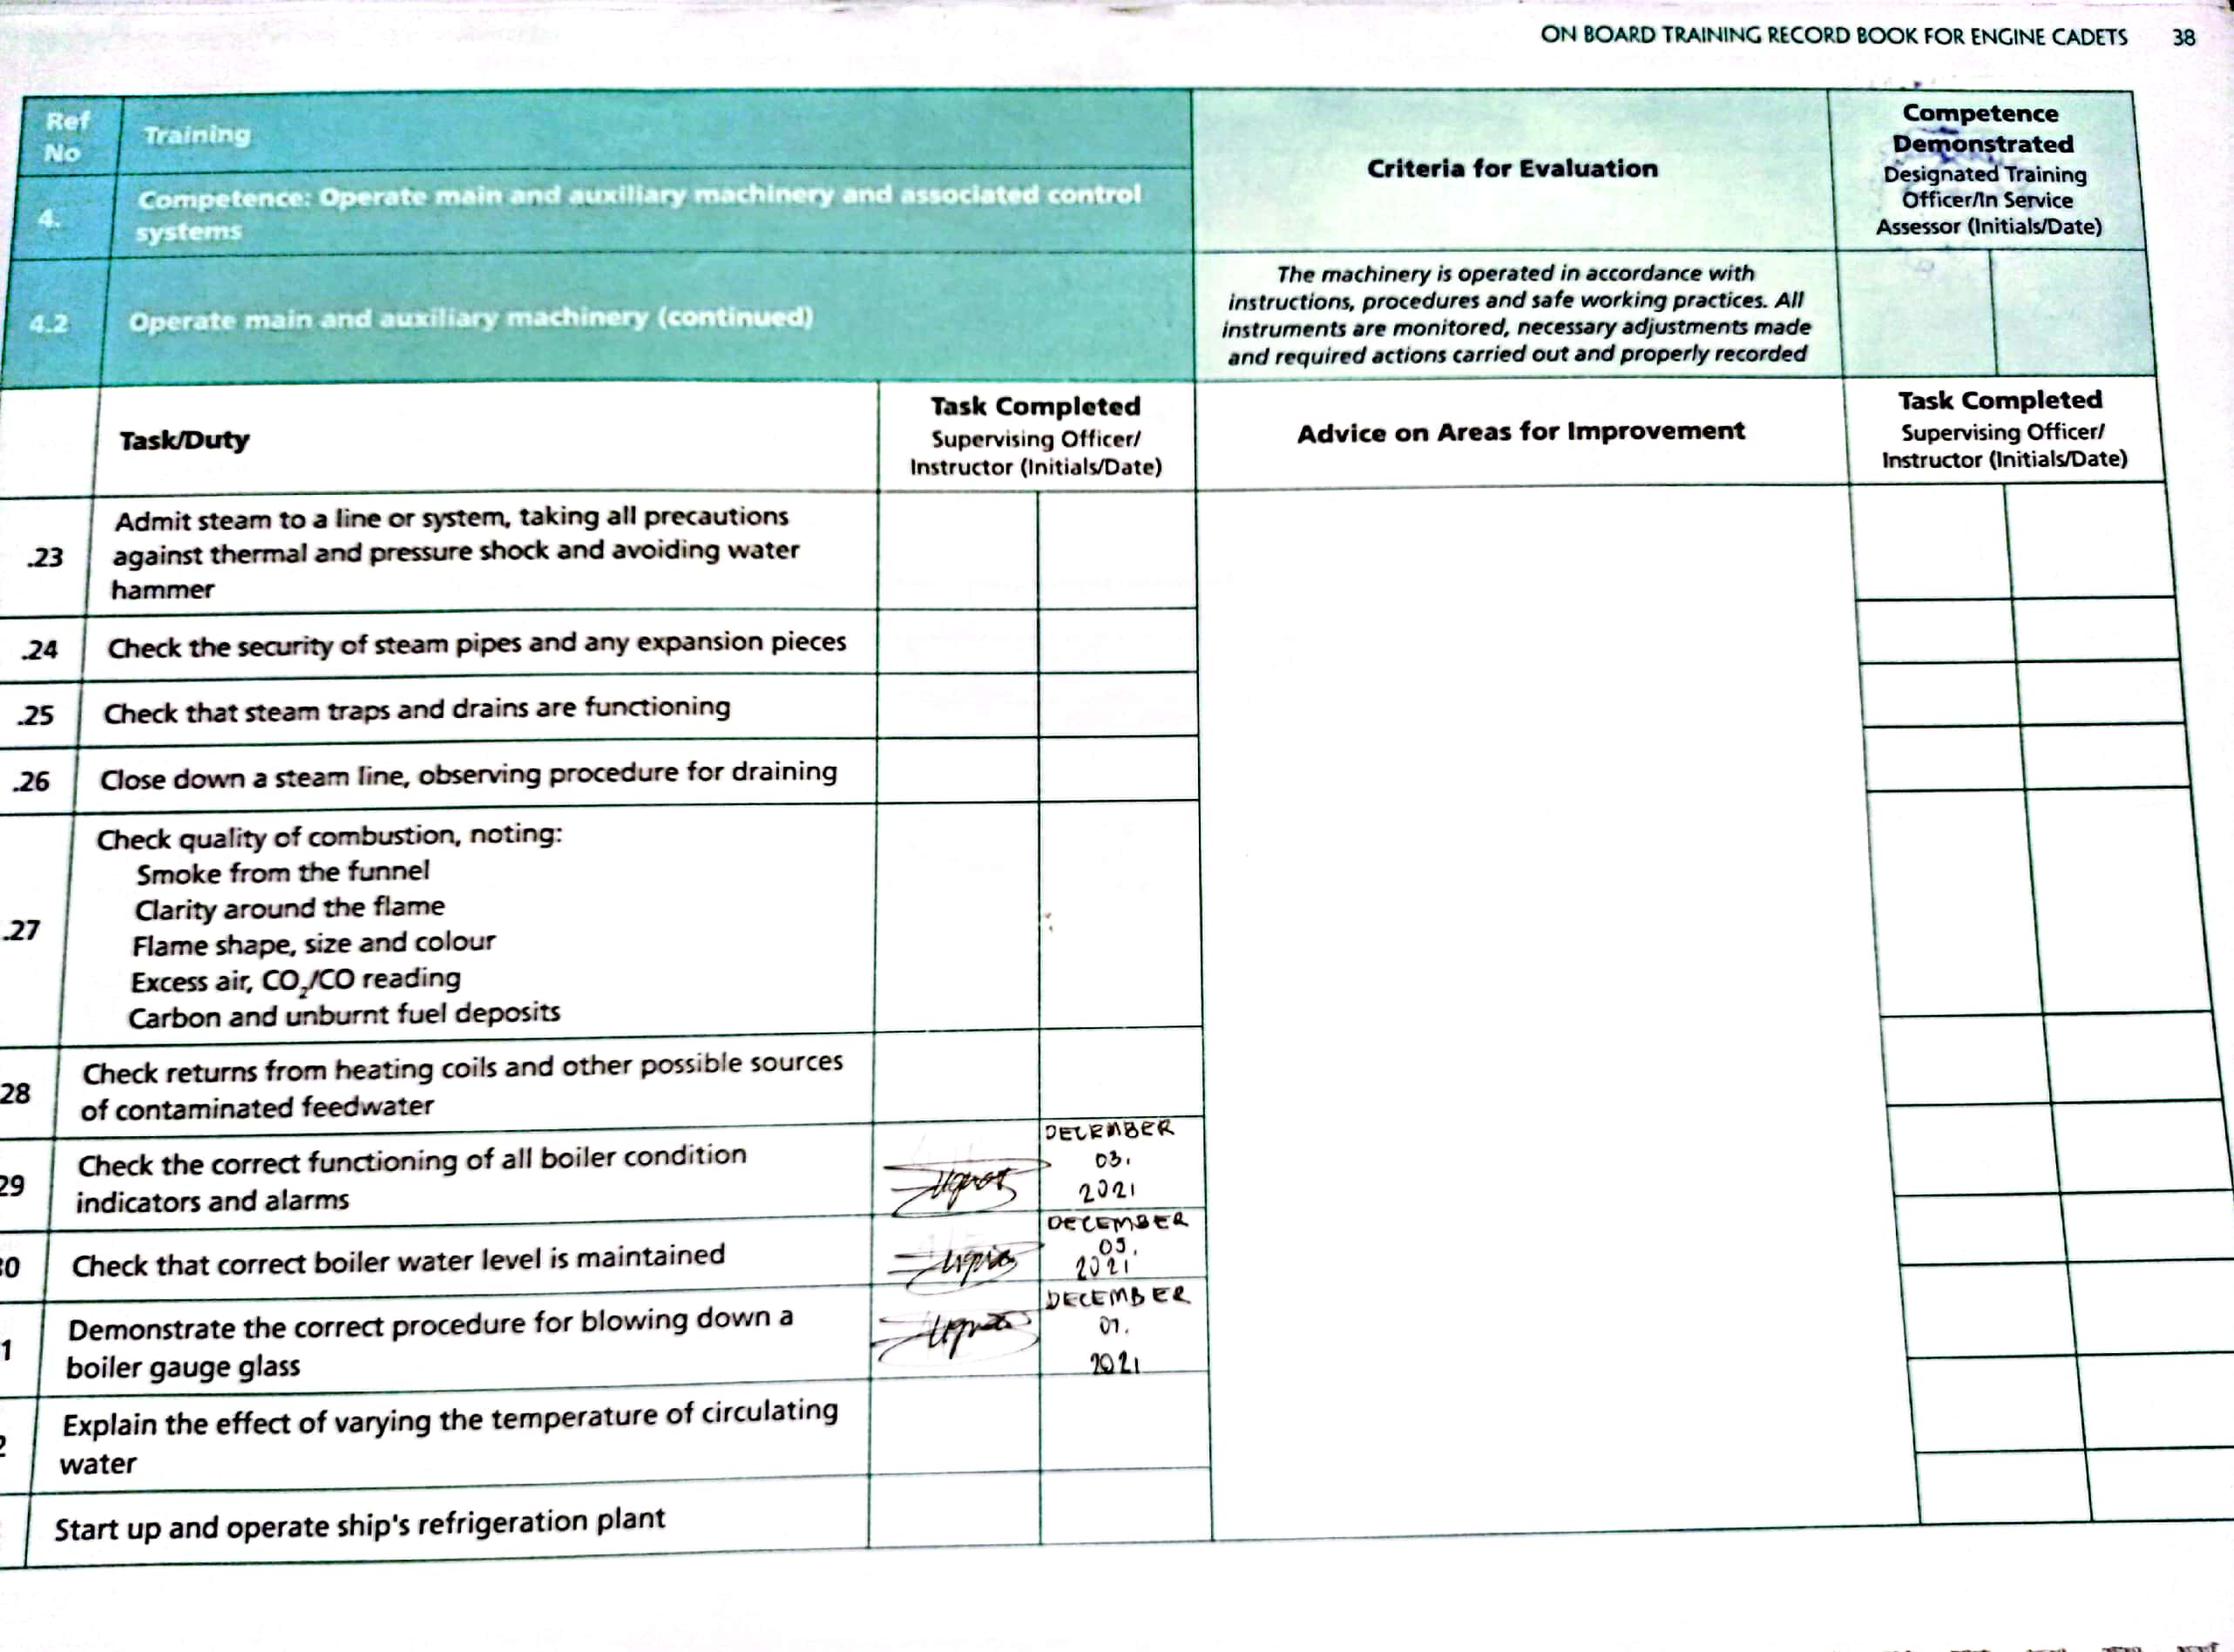 ON BOARD TRAINING RECORD BOOK FOR ENGINE CADETS 38
Ref
No
Training
4.
Competence: Operate main and auxiliary machinery and associated control
systems
4.2
Operate main and auxiliary machinery (continued)
Criteria for Evaluation
The machinery is operated in accordance with
instructions, procedures and safe working practices. All
instruments are monitored, necessary adjustments made
and required actions carried out and properly recorded
Competence
Demonstrated
Designated Training
Officer/In Service
Assessor (Initials/Date)
Task/Duty
Task Completed
Supervising Officer/
Instructor (Initials/Date)
Advice on Areas for Improvement
Task Completed
Supervising Officer/
Instructor (Initials/Date)
.23
Admit steam to a line or system, taking all precautions
against thermal and pressure shock and avoiding water
hammer
.24
Check the security of steam pipes and any expansion pieces
.25
Check that steam traps and drains are functioning
.26
Close down a steam line, observing procedure for draining
.27
Check quality of combustion, noting:
Smoke from the funnel
Clarity around the flame
Flame shape, size and colour
Excess air, CO₂/CO reading
Carbon and unburnt fuel deposits
28
Check returns from heating coils and other possible sources
of contaminated feedwater
29
Check the correct functioning of all boiler condition
indicators and alarms
DECEMBER
03.
2021
30
Check that correct boiler water level is maintained
DECEMBER
2021
1
Demonstrate the correct procedure for blowing down a
boiler gauge glass
DECEMBER
2021
2
Explain the effect of varying the temperature of circulating
water
Start up and operate ship's refrigeration plant